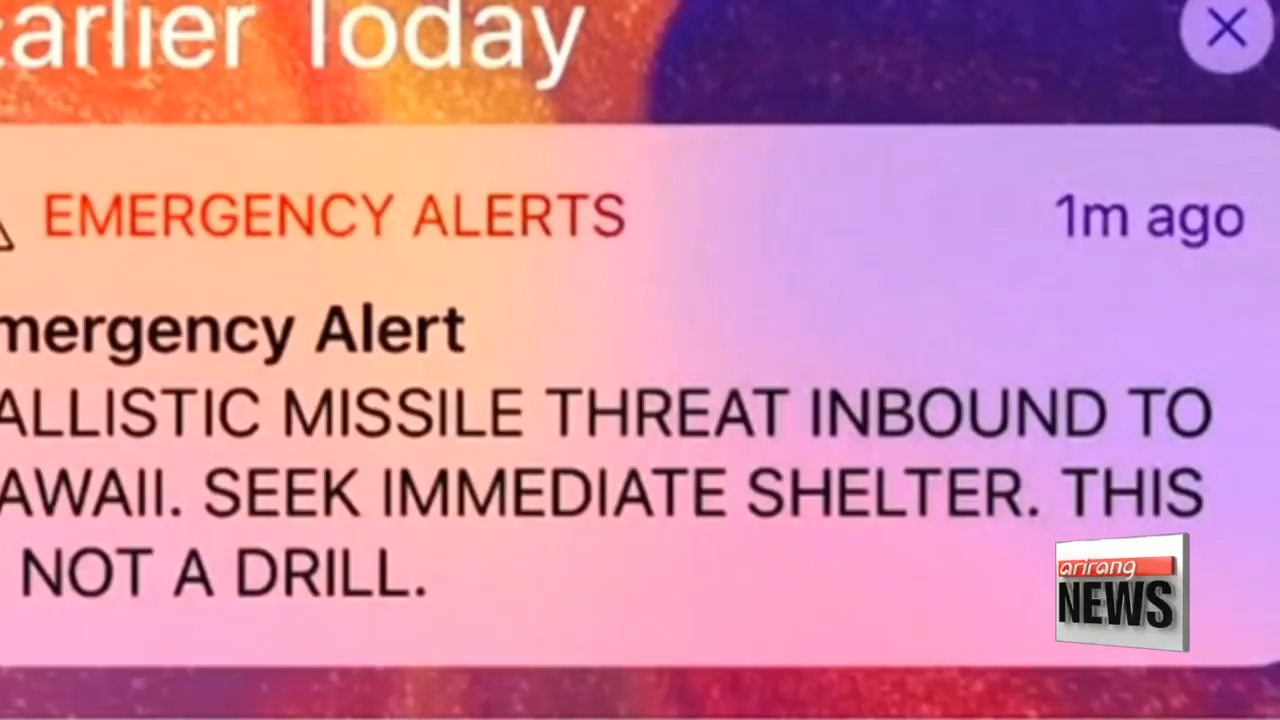 arlier Today
EMERGENCY ALERTS
1m ago
mergency Alert
ALLISTIC MISSILE THREAT INBOUND TO
AWAII. SEEK IMMEDIATE SHELTER. THIS
NOT A DRILL.
arirang
NEWS